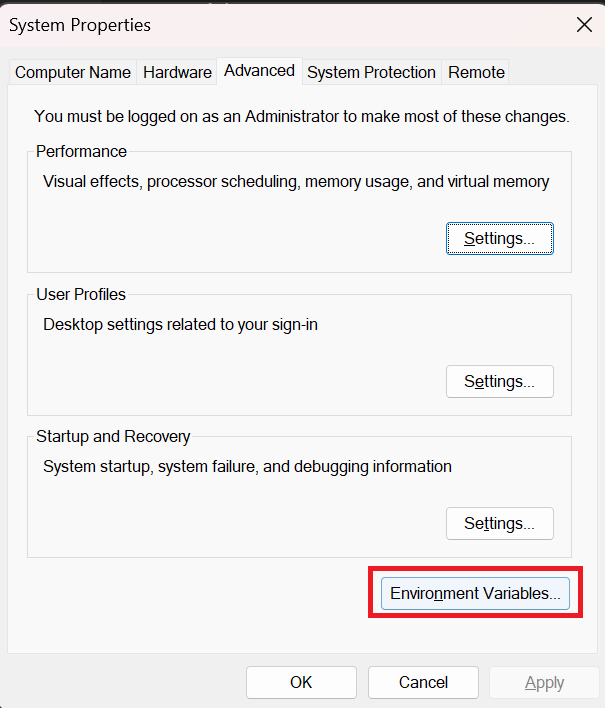 System Properties
Computer Name Hardware Advanced System Protection Remote
You must be logged on as an Administrator to make most of these changes.
Performance
Visual effects, processor scheduling, memory usage, and virtual memory
Settings...
User Profiles
Desktop settings related to your sign-in
Settings...
Startup and Recovery
System startup, system failure, and debugging information
Settings...
Environment Variables...
OK Cancel Apply